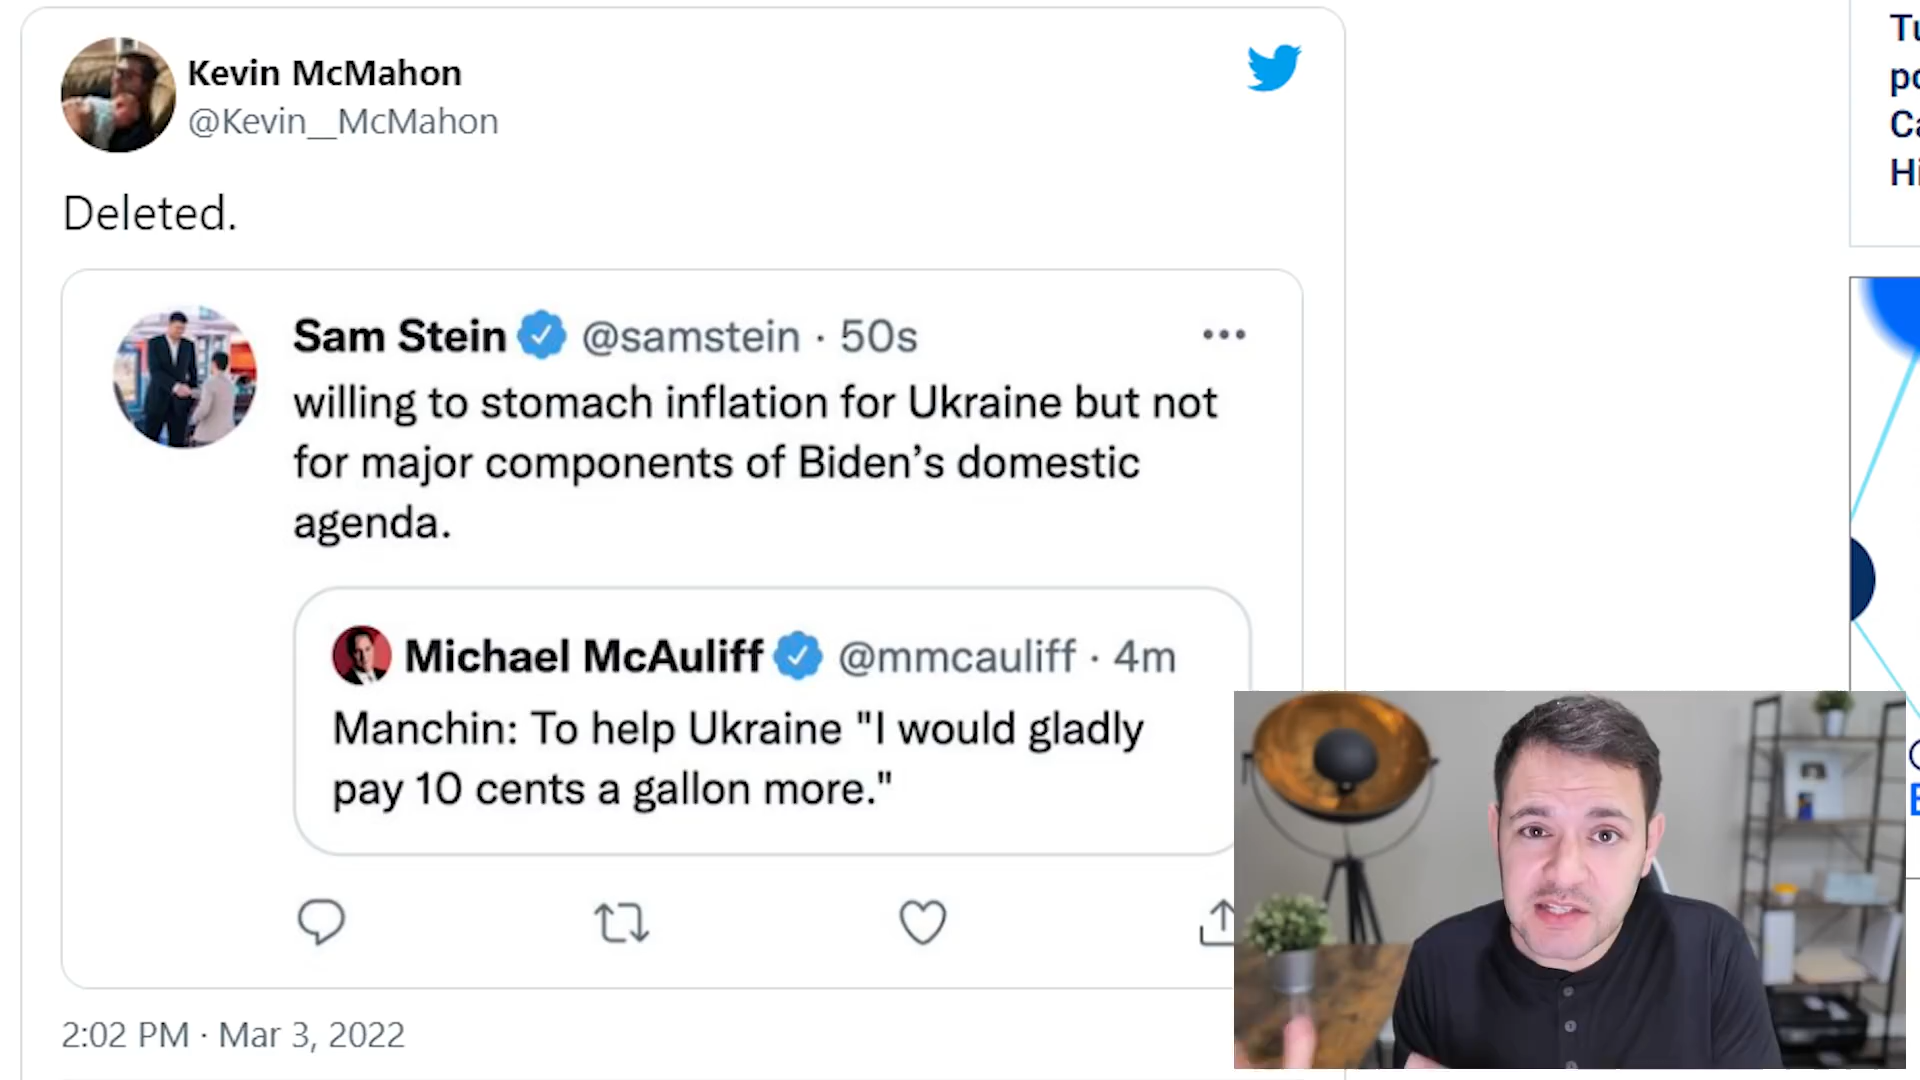 Kevin McMahon
@Kevin__McMahon
Deleted.
Sam Stein @samstein · 50s
willing to stomach inflation for Ukraine but not
for major components of Biden’s domestic
agenda.
Michael McAuliff @mmcauliff · 4m
Manchin: To help Ukraine "I would gladly
pay 10 cents a gallon more."
2:02 PM · Mar 3, 2022